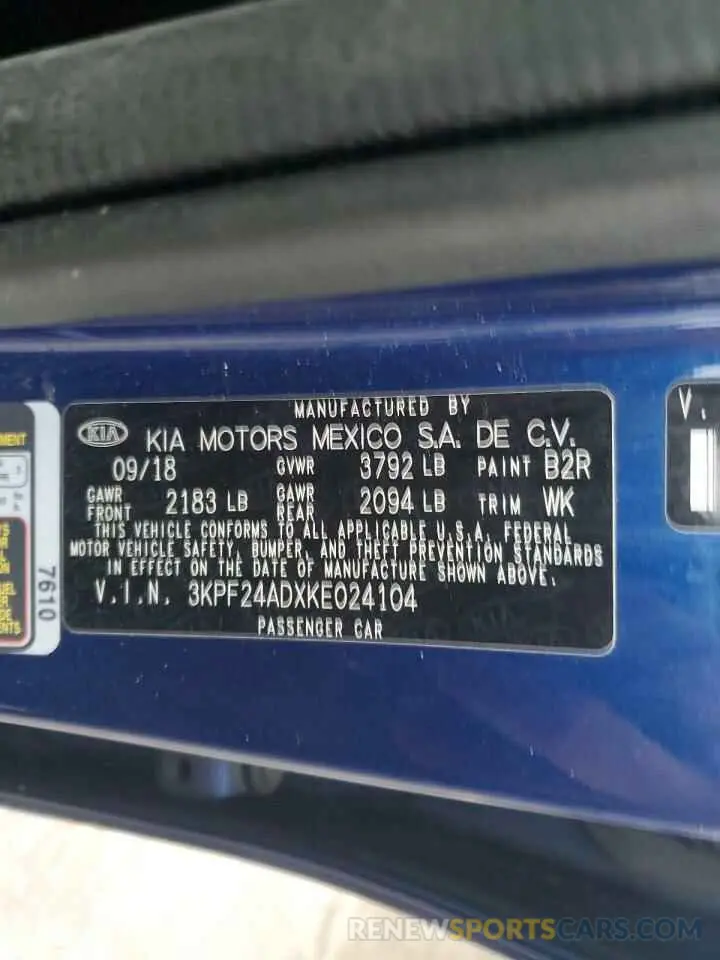 MANUFACTURED BY
KIA KIA MOTORS MEXICO S.A. DE C.V.
09/18 GVWR 3792 LB PAINT B2R
GAWR FRONT 2183 LB GAWR REAR 2094 LB TRIM WK
THIS VEHICLE CONFORMS TO ALL APPLICABLE U.S.A. FEDERAL
MOTOR VEHICLE SAFETY, BUMPER, AND THEFT PREVENTION STANDARDS
IN EFFECT ON THE DATE OF MANUFACTURE SHOWN ABOVE.
V.I.N. 3KPF24ADXKE024104
PASSENGER CAR
7610
V.
RENEWSPORTSCARS.COM